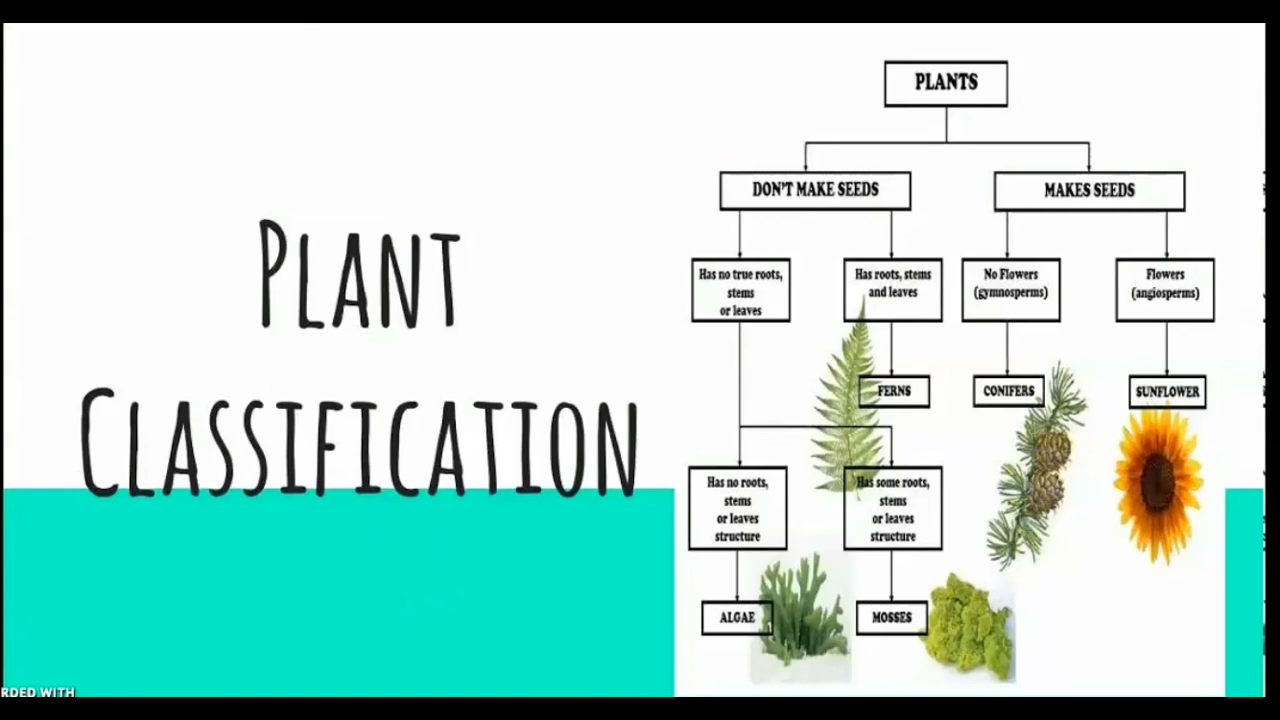 PLANT
CLASSIFICATION
PLANTS
DON'T MAKE SEEDS
MAKES SEEDS
Has no true roots,
stems
or leaves
Has roots, stems
and leaves
No Flowers
(gymnosperms)
Flowers
(angiosperms)
FERNS
CONIFERS
SUNFLOWER
Has no roots,
stems
or leaves
structure
Has some roots,
stems
or leaves
structure
ALGAE
MOSSES
RDED WITH